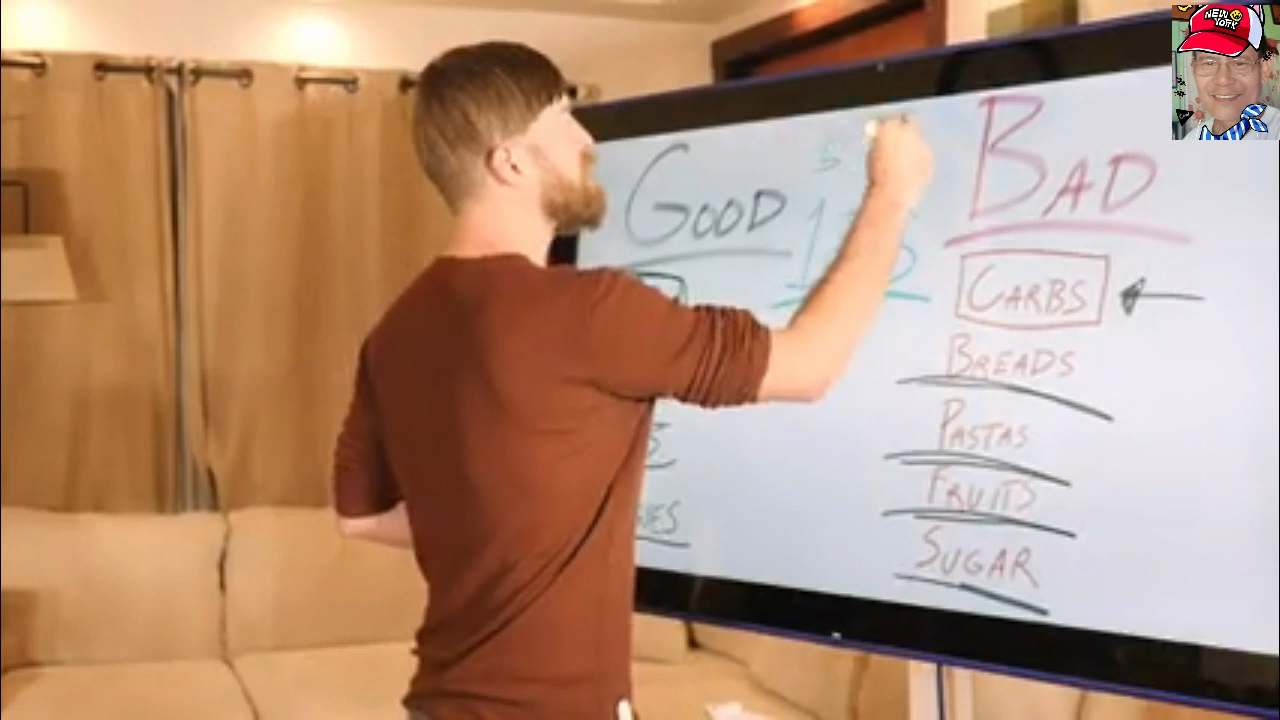 NEW
YORK
GOOD
BAD
CARBS
BREADS
PASTAS
FRUITS
SUGAR